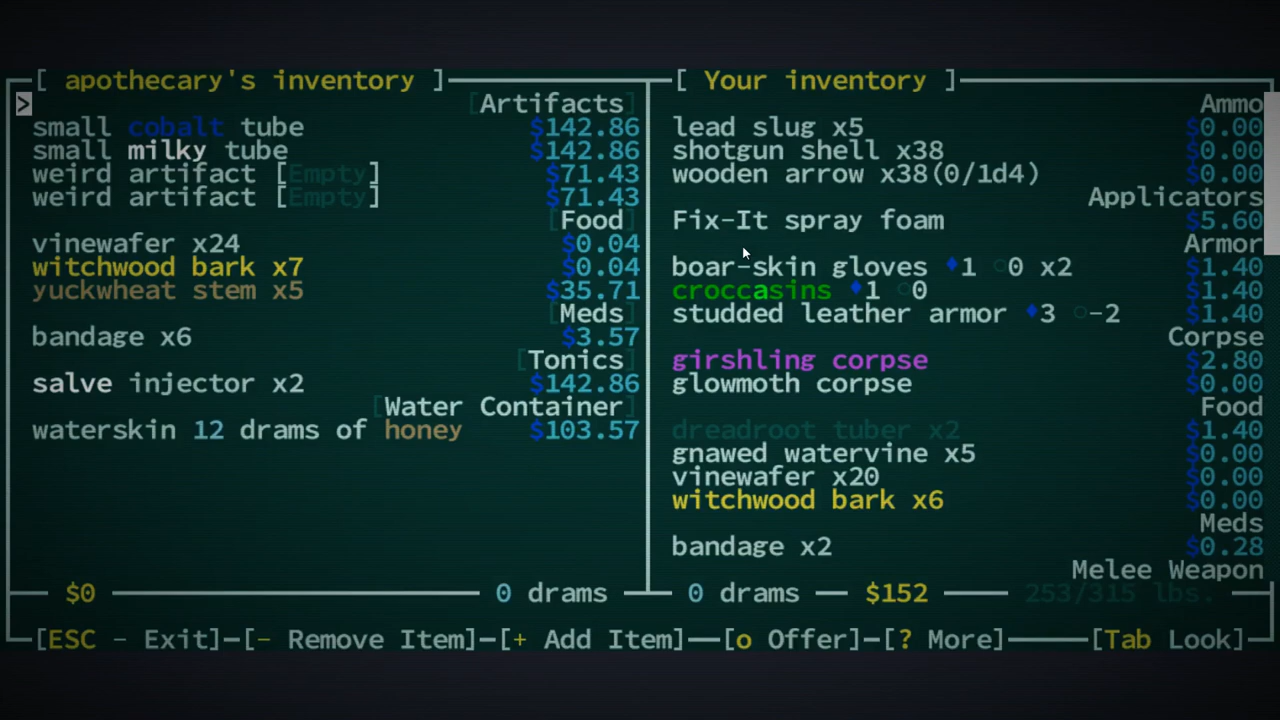 [ apothecary's inventory ]
[Artifacts]
small cobalt tube $142.86
small milky tube $142.86
weird artifact [Empty] $71.43
weird artifact [Empty] $71.43
[Food]
vinewafer x24 $0.04
witchwood bark x7 $0.04
yuckwheat stem x5 $35.71
[Meds]
bandage x6 $3.57
[Tonics]
salve injector x2 $142.86
[Water Container]
waterskin 12 drams of honey $103.57
$0 0 drams
[ Your inventory ]
Ammo
lead slug x5 $0.00
shotgun shell x38 $0.00
wooden arrow x38(0/1d4) $0.00
Applicators
Fix-It spray foam $5.60
Armor
boar-skin gloves ♦1 ○0 x2 $1.40
croccasins ♦1 ○0 $1.40
studded leather armor ♦3 ○-2 $1.40
Corpse
girshling corpse $2.80
glowmoth corpse $0.00
Food
dreadroot tuber x2 $1.40
gnawed watervine x5 $0.00
vinewafer x20 $0.00
witchwood bark x6 $0.00
Meds
bandage x2 $0.28
Melee Weapon
0 drams $152 253/315 lbs.
[ESC - Exit] [- Remove Item] [+ Add Item] [o Offer] [? More] [Tab Look]